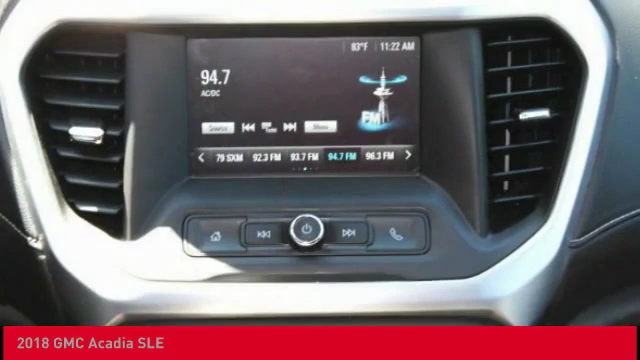 83°F 11:22 AM
94.7
AC/DC
FM
Source Menu
79 SXM 92.3 FM 93.7 FM 94.7 FM 96.3 FM
2018 GMC Acadia SLE